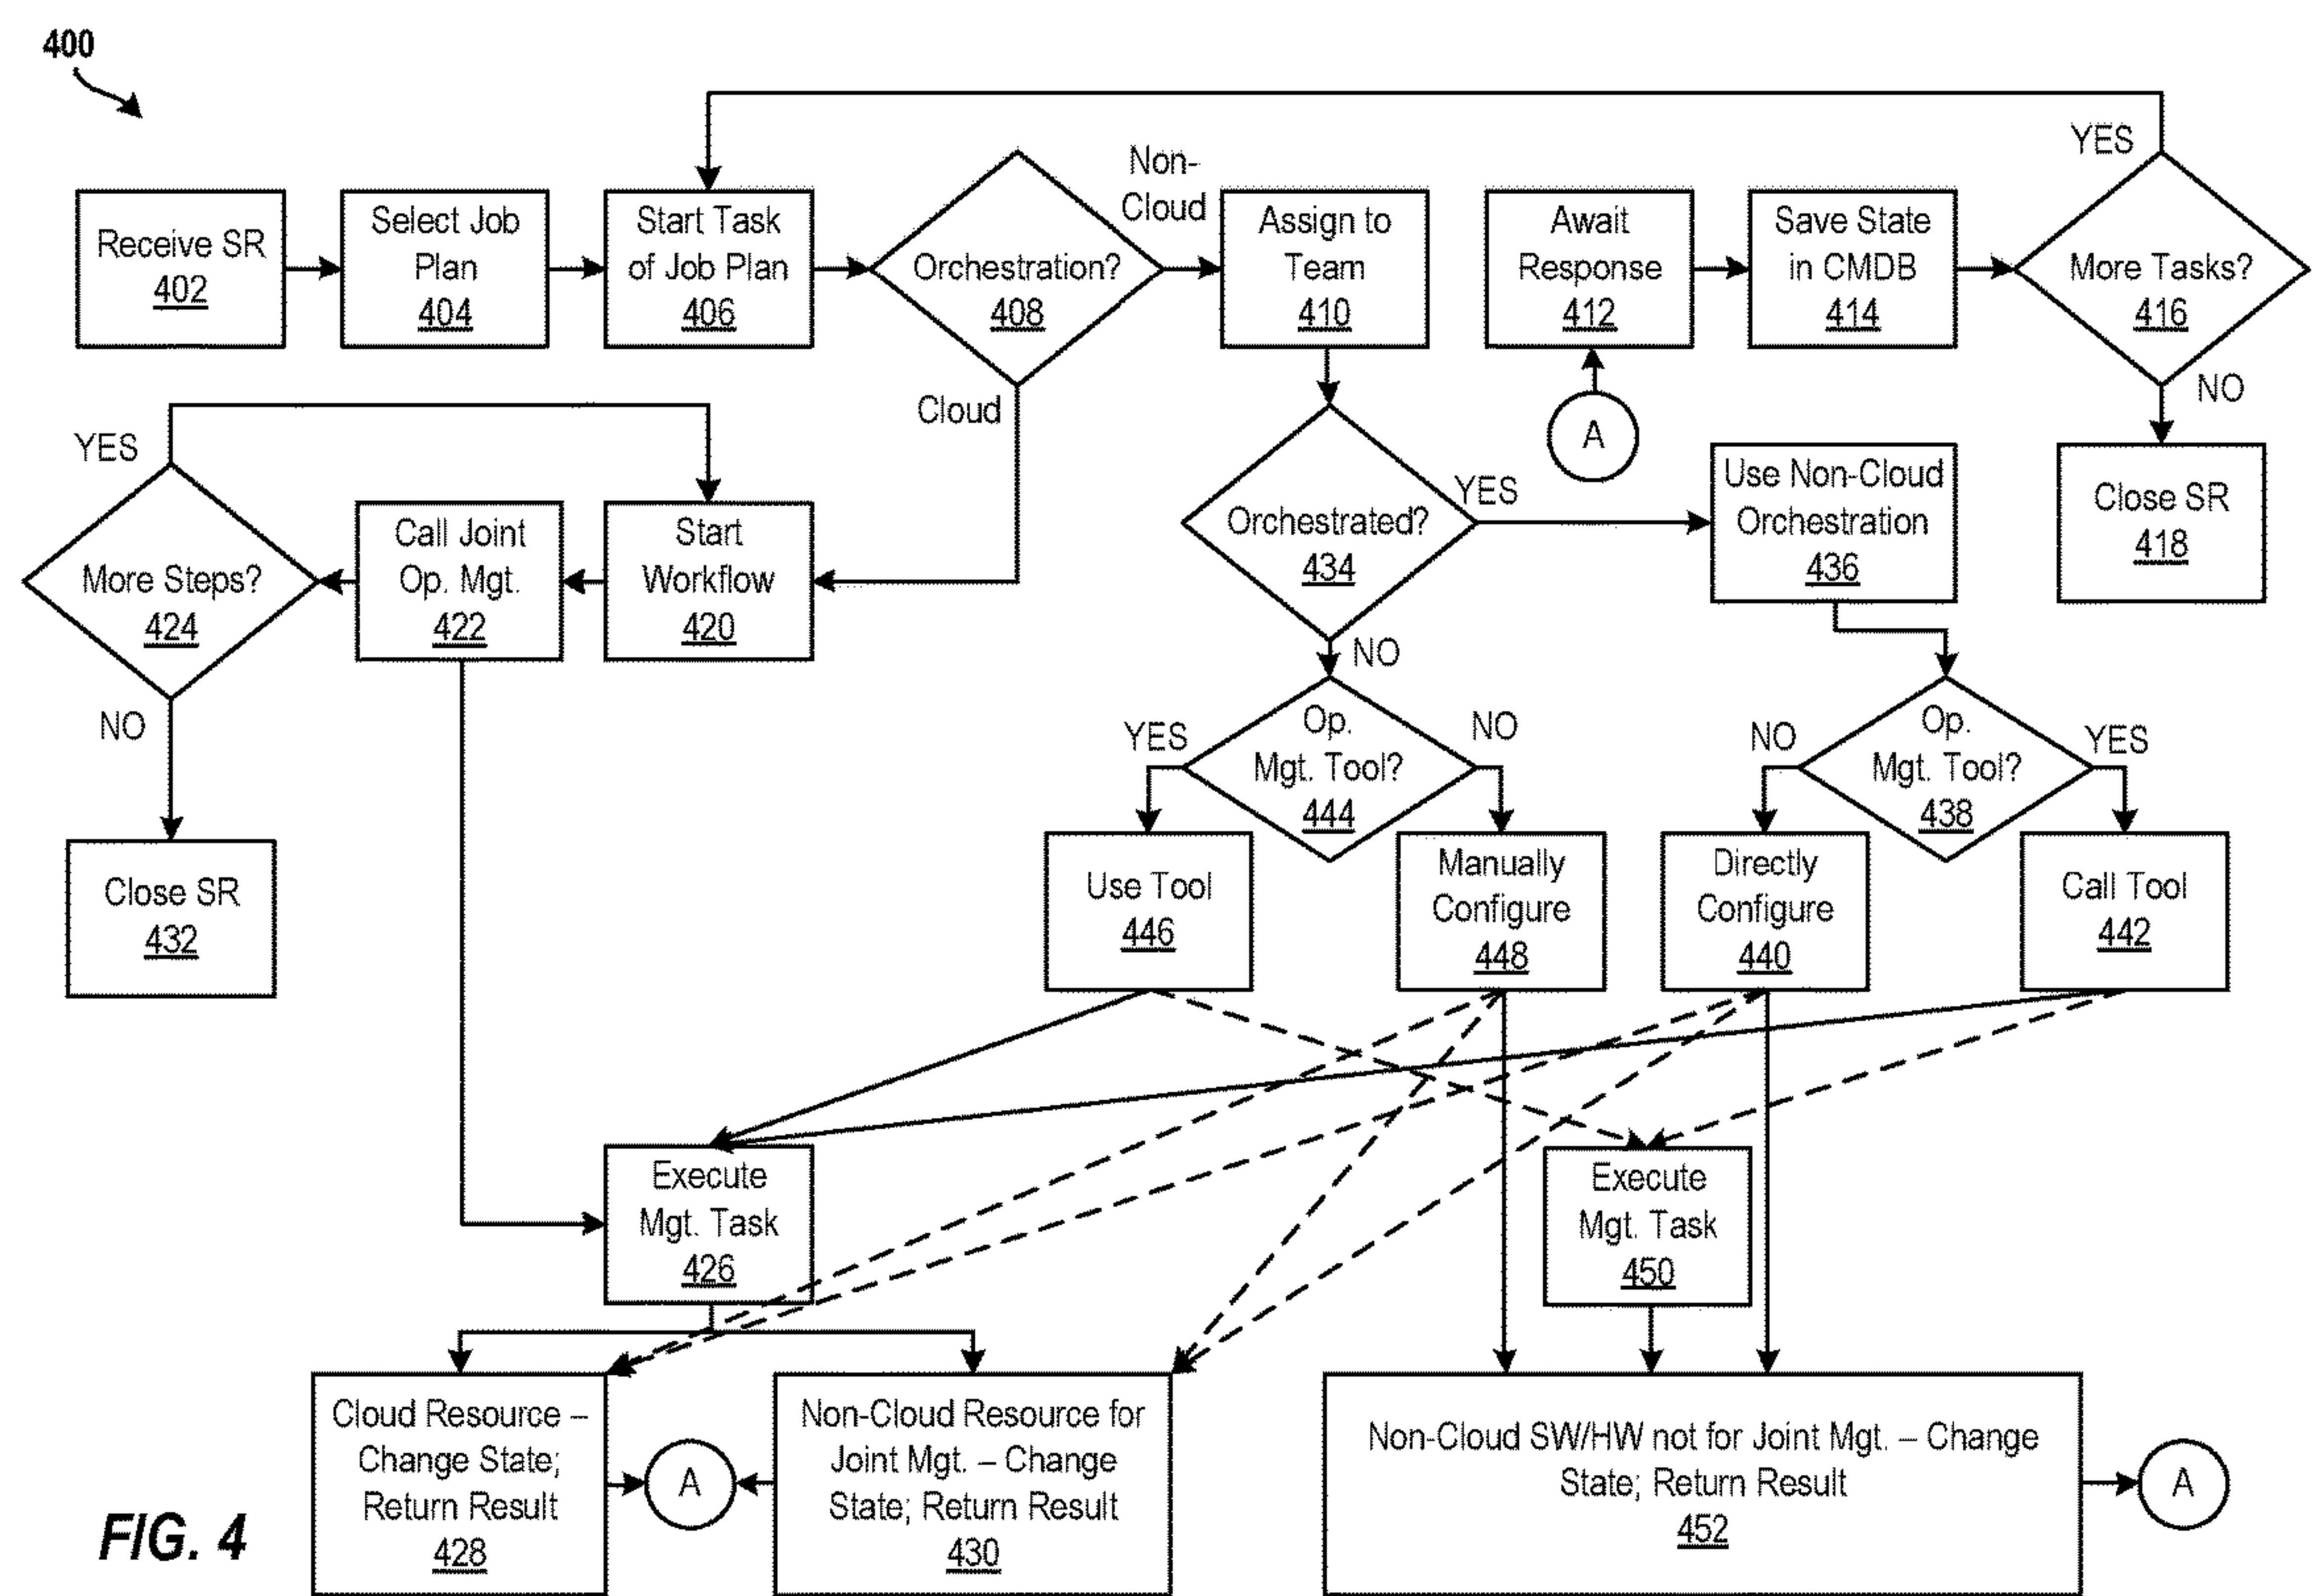 400
Receive SR
402
Select Job
Plan
404
Start Task
of Job Plan
406
Orchestration?
408
Non-
Cloud
Cloud
Assign to
Team
410
Await
Response
412
Save State
in CMDB
414
YES
More Tasks?
416
NO
A
Close SR
418
YES
More Steps?
424
NO
Call Joint
Op. Mgt.
422
Start
Workflow
420
Orchestrated?
434
YES
NO
Use Non-Cloud
Orchestration
436
Close SR
432
YES
Op.
Mgt. Tool?
444
NO
NO
Op.
Mgt. Tool?
438
YES
Use Tool
446
Manually
Configure
448
Directly
Configure
440
Call Tool
442
Execute
Mgt. Task
426
Execute
Mgt. Task
450
Cloud Resource –
Change State;
Return Result
428
A
Non-Cloud Resource for
Joint Mgt. – Change
State; Return Result
430
Non-Cloud SW/HW not for Joint Mgt. – Change
State; Return Result
452
A
FIG. 4